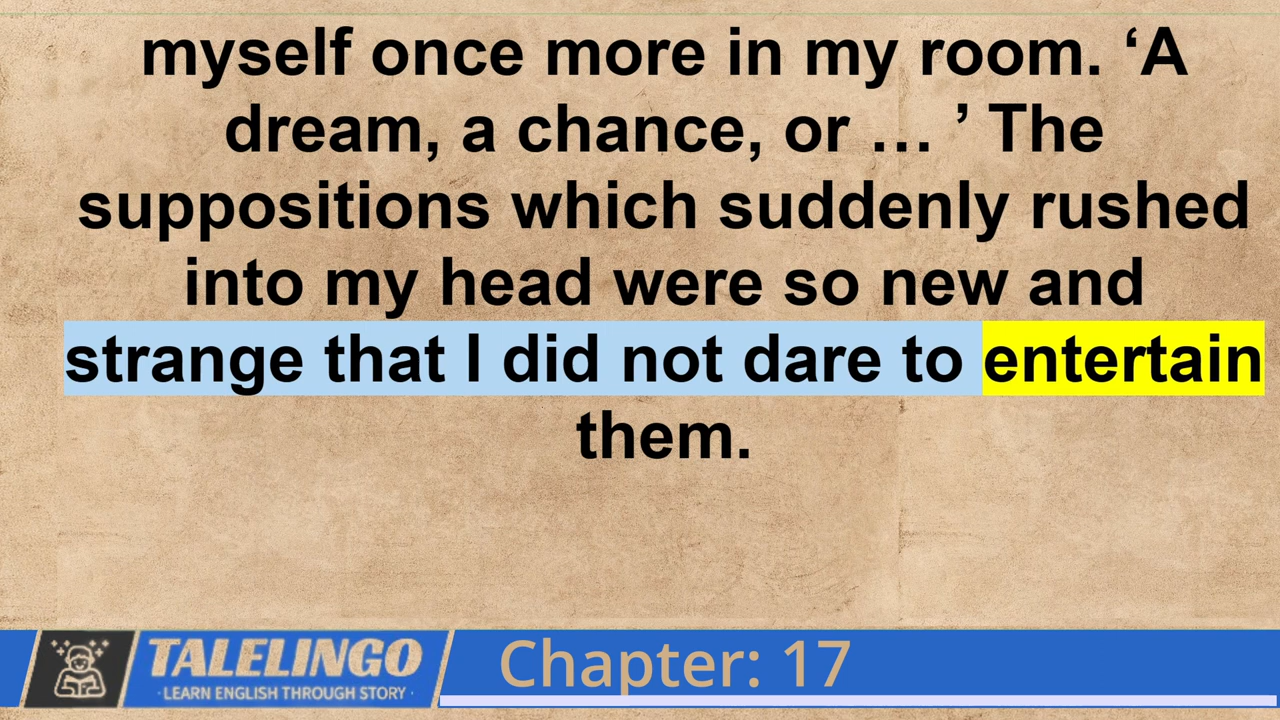 myself once more in my room. ‘A
dream, a chance, or … ’ The
suppositions which suddenly rushed
into my head were so new and
strange that I did not dare to entertain
them.
TALELINGO
· LEARN ENGLISH THROUGH STORY ·
Chapter: 17